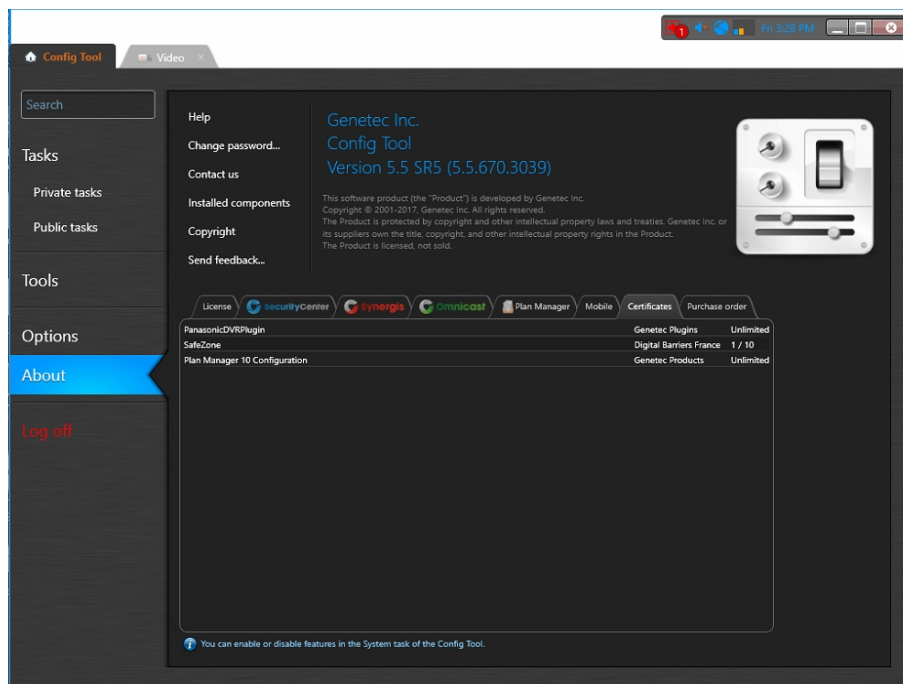 1
Fri 3:28 PM
Config Tool
Video
Search
Tasks
Private tasks
Public tasks
Tools
Options
About
Log off
Help
Change password...
Contact us
Installed components
Copyright
Send feedback...
Genetec Inc.
Config Tool
Version 5.5 SR5 (5.5.670.3039)
This software product (the "Product") is developed by Genetec Inc.
Copyright © 2001-2017, Genetec Inc. All rights reserved.
The Product is protected by copyright and other intellectual property laws and treaties. Genetec Inc. or
its suppliers own the title, copyright, and other intellectual property rights in the Product.
The Product is licensed, not sold.
License SecurityCenter Synergis Omnicast Plan Manager Mobile Certificates Purchase order
PanasonicDVRPlugin Genetec Plugins Unlimited
SafeZone Digital Barriers France 1 / 10
Plan Manager 10 Configuration Genetec Products Unlimited
You can enable or disable features in the System task of the Config Tool.